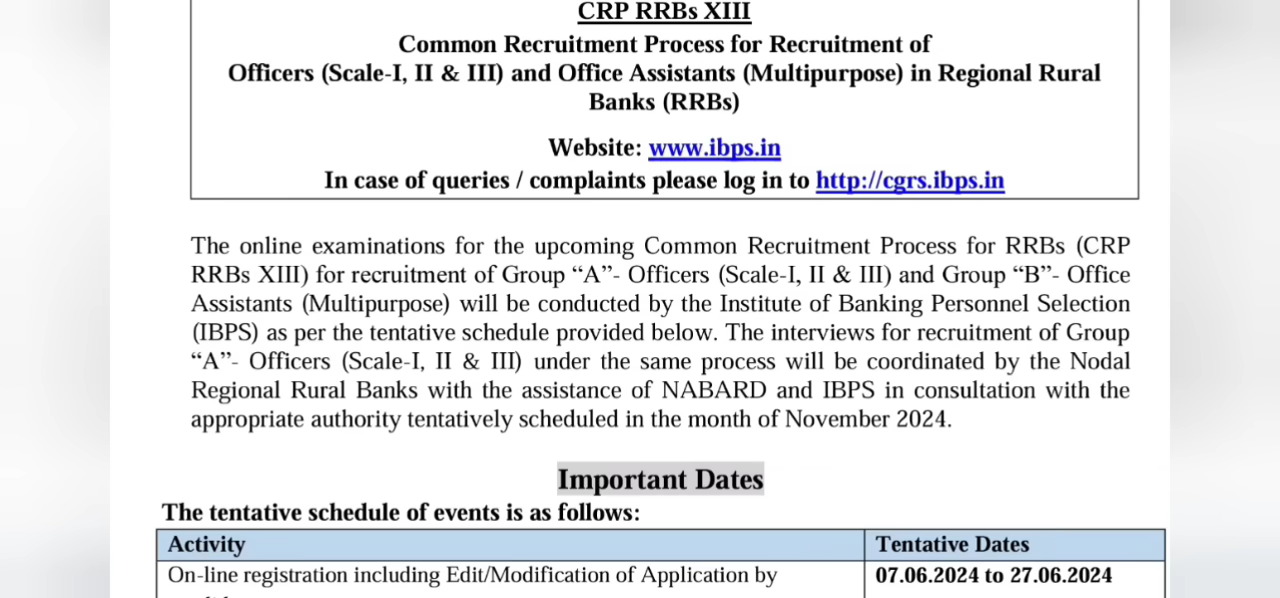 CRP RRBs XIII
Common Recruitment Process for Recruitment of
Officers (Scale-I, II & III) and Office Assistants (Multipurpose) in Regional Rural
Banks (RRBs)
Website: www.ibps.in
In case of queries / complaints please log in to http://cgrs.ibps.in
The online examinations for the upcoming Common Recruitment Process for RRBs (CRP
RRBs XIII) for recruitment of Group “A”- Officers (Scale-I, II & III) and Group “B”- Office
Assistants (Multipurpose) will be conducted by the Institute of Banking Personnel Selection
(IBPS) as per the tentative schedule provided below. The interviews for recruitment of Group
“A”- Officers (Scale-I, II & III) under the same process will be coordinated by the Nodal
Regional Rural Banks with the assistance of NABARD and IBPS in consultation with the
appropriate authority tentatively scheduled in the month of November 2024.
Important Dates
The tentative schedule of events is as follows:
Activity Tentative Dates
On-line registration including Edit/Modification of Application by 07.06.2024 to 27.06.2024